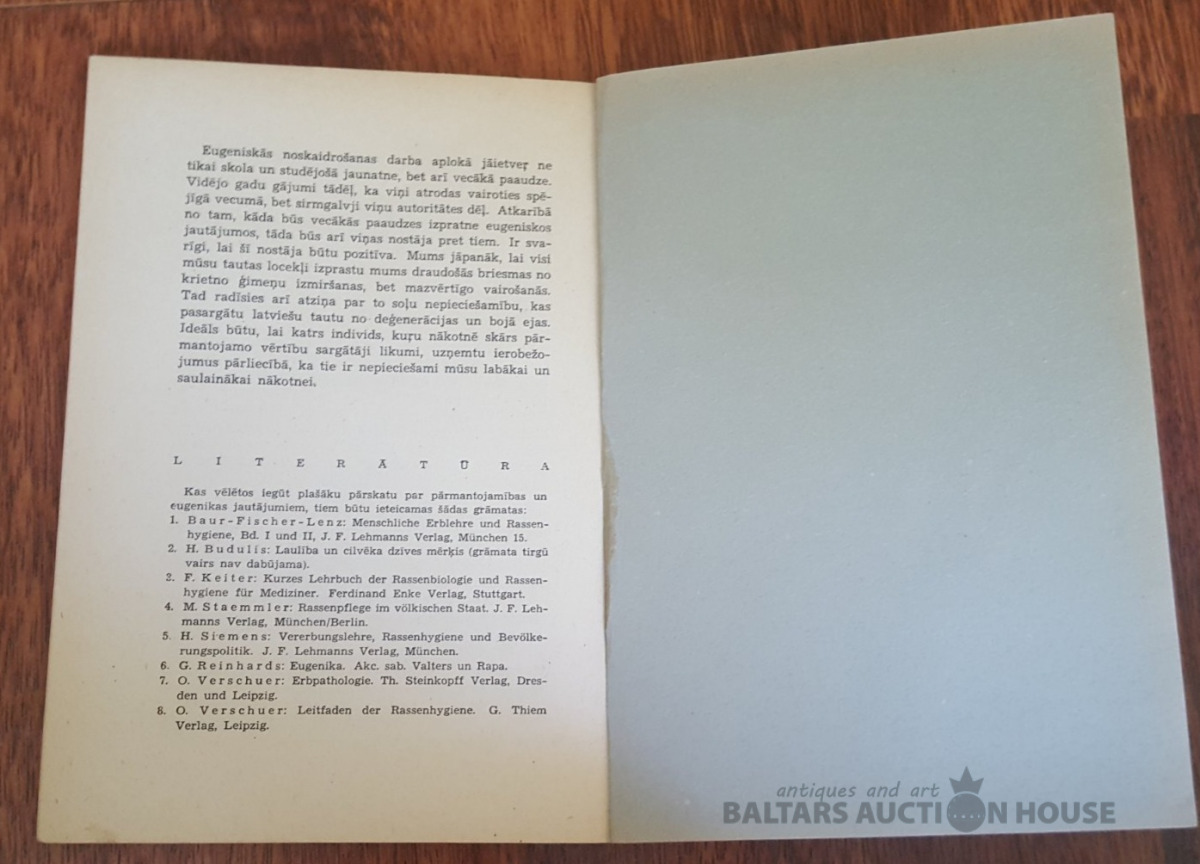 Eugeniskās noskaidrošanas darba aplokā jāietveŗ ne
tikai skola un studējošā jaunatne, bet arī vecākā paaudze.
Vidējo gadu gājumi tādēļ, ka viņi atrodas vairoties spē-
jīgā vecumā, bet sirmgalvji viņu autoritātes dēļ. Atkarībā
no tam, kāda būs vecākās paaudzes izpratne eugeniskos
jautājumos, tāda būs arī viņas nostāja pret tiem. Ir sva-
rīgi, lai šī nostāja būtu pozitīva. Mums jāpanāk, lai visi
mūsu tautas locekļi izprastu mums draudošās briesmas no
krietno ģimeņu izmiršanas, bet mazvērtīgo vairošanās.
Tad radīsies arī atziņa par to soļu nepieciešamību, kas
pasargātu latviešu tautu no deģenerācijas un bojā ejas.
Ideāls būtu, lai katrs individs, kuŗu nākotnē skārs pār-
mantojamo vērtību sargātāji likumi, uzņemtu ierobežo-
jumus pārliecībā, ka tie ir nepieciešami mūsu labākai un
saulainākai nākotnei.
LITERĀTŪRA
Kas vēlētos iegūt plašāku pārskatu par pārmantojamības un
eugenikas jautājumiem, tiem būtu ieteicamas šādas grāmatas:
1. Baur-Fischer-Lenz: Menschliche Erblehre und Rassen-
hygiene, Bd. I und II, J. F. Lehmanns Verlag, München 15.
2. H. Budulis: Laulība un cilvēka dzīves mērķis (grāmata tirgū
vairs nav dabūjama).
2. F. Keiter: Kurzes Lehrbuch der Rassenbiologie und Rassen-
hygiene für Mediziner. Ferdinand Enke Verlag, Stuttgart.
4. M. Staemmler: Rassenpflege im völkischen Staat. J. F. Leh-
manns Verlag, München/Berlin.
5. H. Siemens: Vererbungslehre, Rassenhygiene und Bevölke-
rungspolitik. J. F. Lehmanns Verlag, München.
6. G. Reinhards: Eugenika. Akc. sab. Valters un Rapa.
7. O. Verschuer: Erbpathologie. Th. Steinkopff Verlag, Dres-
den und Leipzig.
8. O. Verschuer: Leitfaden der Rassenhygiene. G. Thiem
Verlag, Leipzig.
antiques and art
BALTARS AUCTION HOUSE